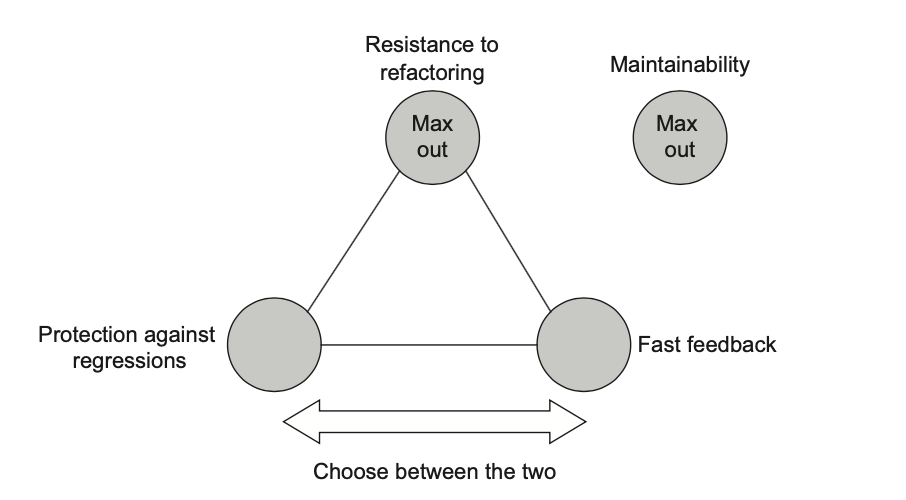 Resistance to
refactoring
Maintainability
Max
out
Max
out
Protection against
regressions
Fast feedback
Choose between the two